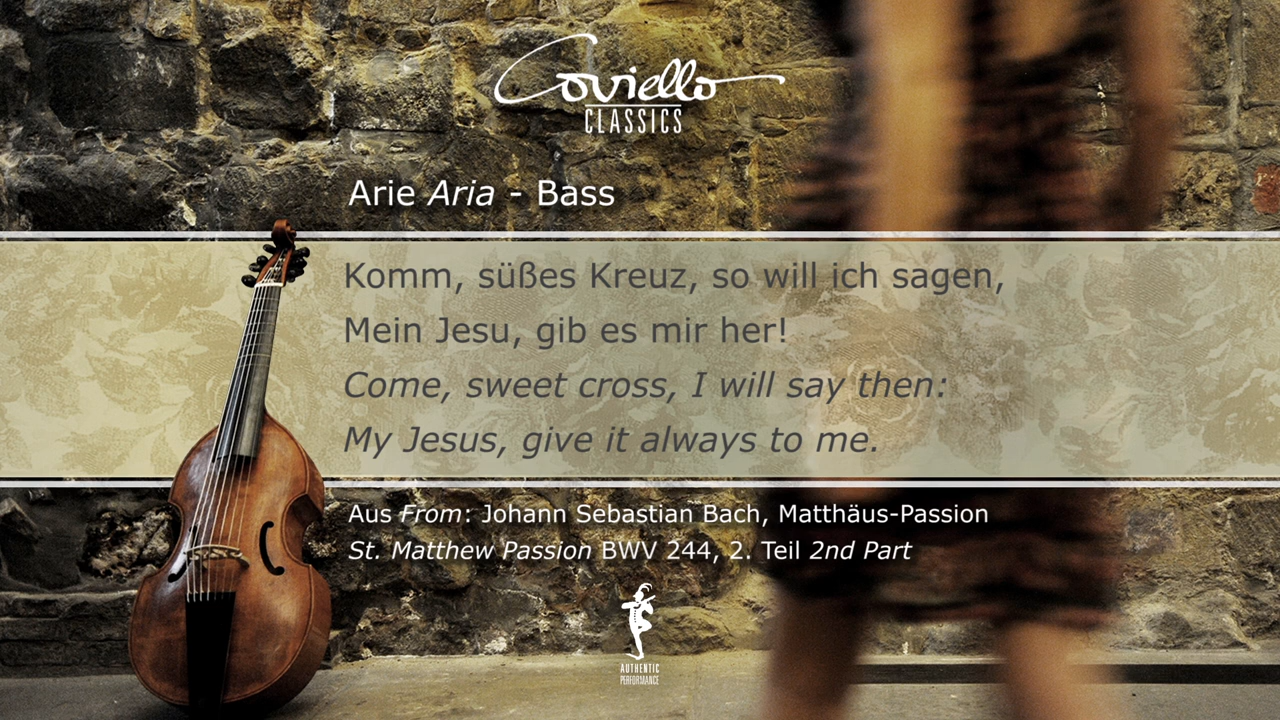 Coviello
CLASSICS
Arie Aria - Bass
Komm, süßes Kreuz, so will ich sagen,
Mein Jesu, gib es mir her!
Come, sweet cross, I will say then:
My Jesus, give it always to me.
Aus From: Johann Sebastian Bach, Matthäus-Passion
St. Matthew Passion BWV 244, 2. Teil 2nd Part
AUTHENTIC
PERFORMANCE